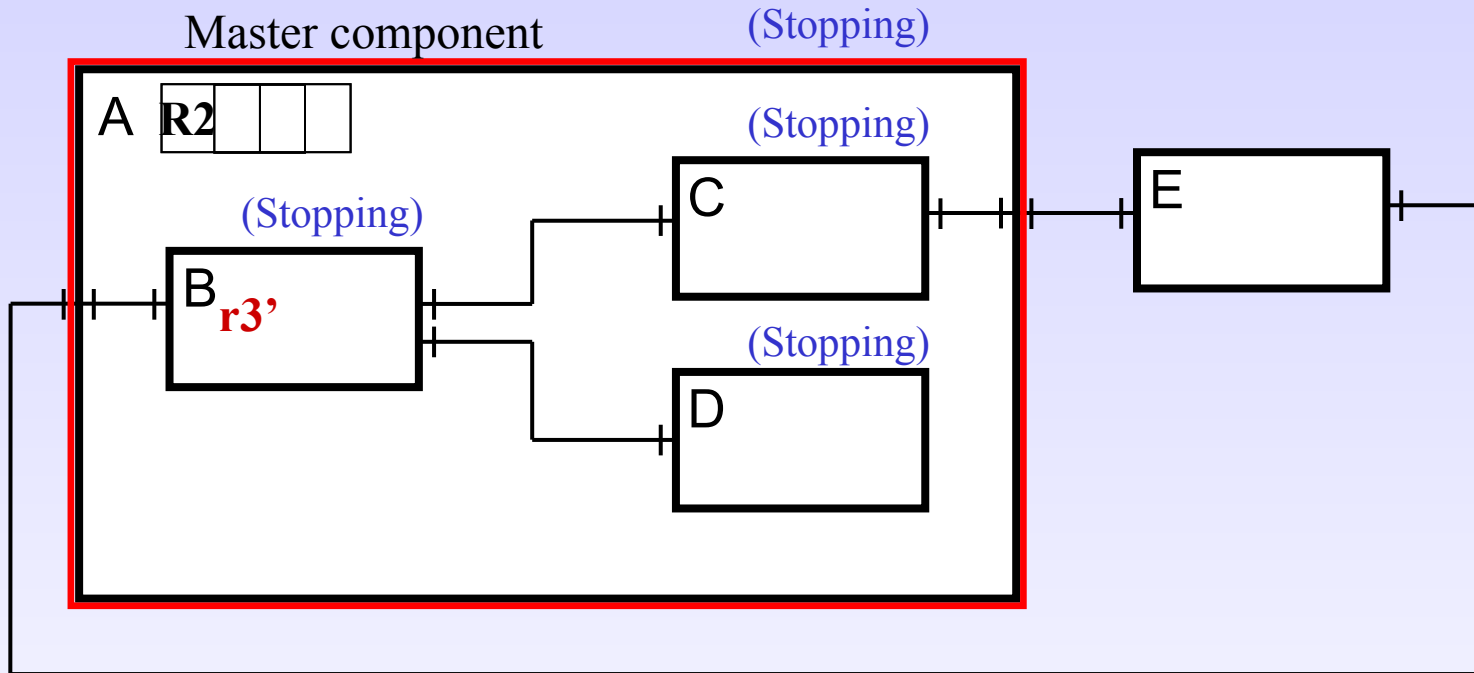 Master component
(Stopping)
A R2
(Stopping)
C
E
(Stopping)
B
r3’
(Stopping)
D